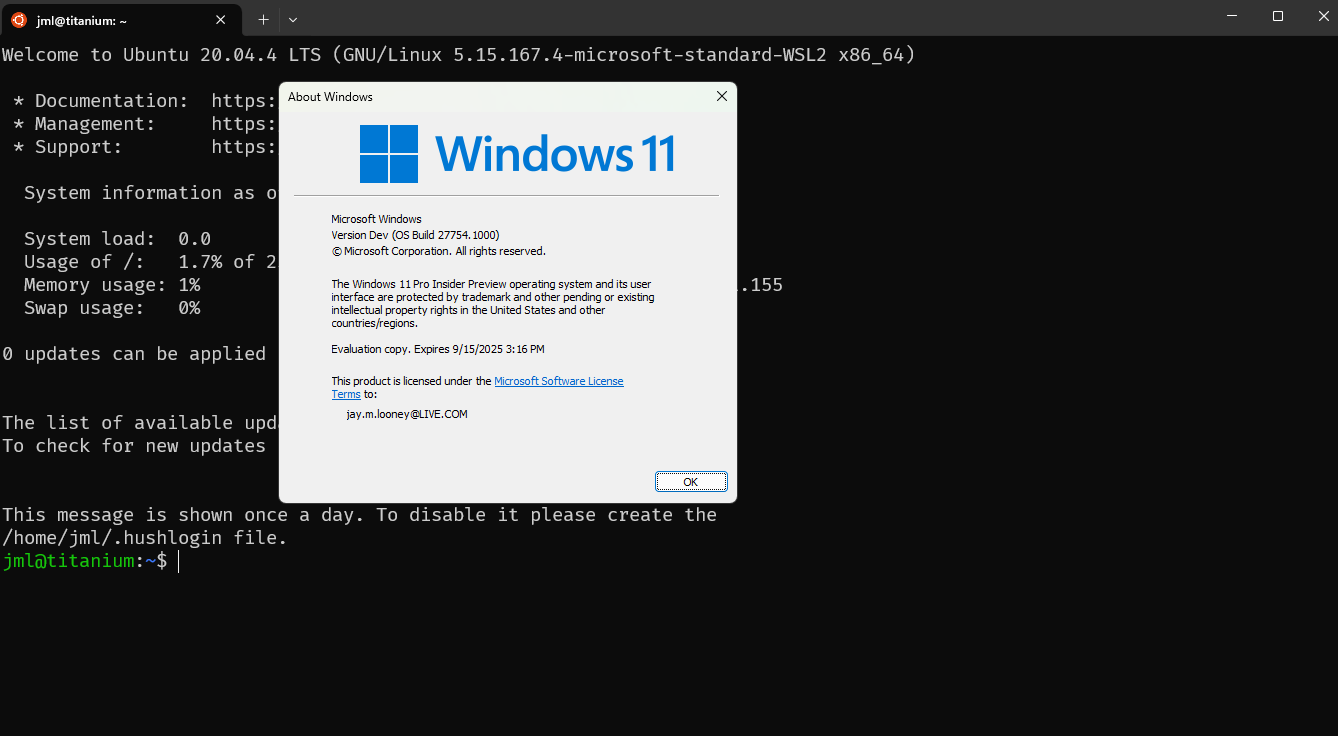 jml@titanium: ~
Welcome to Ubuntu 20.04.4 LTS (GNU/Linux 5.15.167.4-microsoft-standard-WSL2 x86_64)
* Documentation: https:
* Management: https:
* Support: https:
System information as o
System load: 0.0
Usage of /: 1.7% of 2
Memory usage: 1% .155
Swap usage: 0%
0 updates can be applied
The list of available upd
To check for new updates
This message is shown once a day. To disable it please create the
/home/jml/.hushlogin file.
jml@titanium:~$
About Windows
Windows 11
Microsoft Windows
Version Dev (OS Build 27754.1000)
© Microsoft Corporation. All rights reserved.
The Windows 11 Pro Insider Preview operating system and its user
interface are protected by trademark and other pending or existing
intellectual property rights in the United States and other
countries/regions.
Evaluation copy. Expires 9/15/2025 3:16 PM
This product is licensed under the Microsoft Software License
Terms to:
jay.m.looney@LIVE.COM
OK